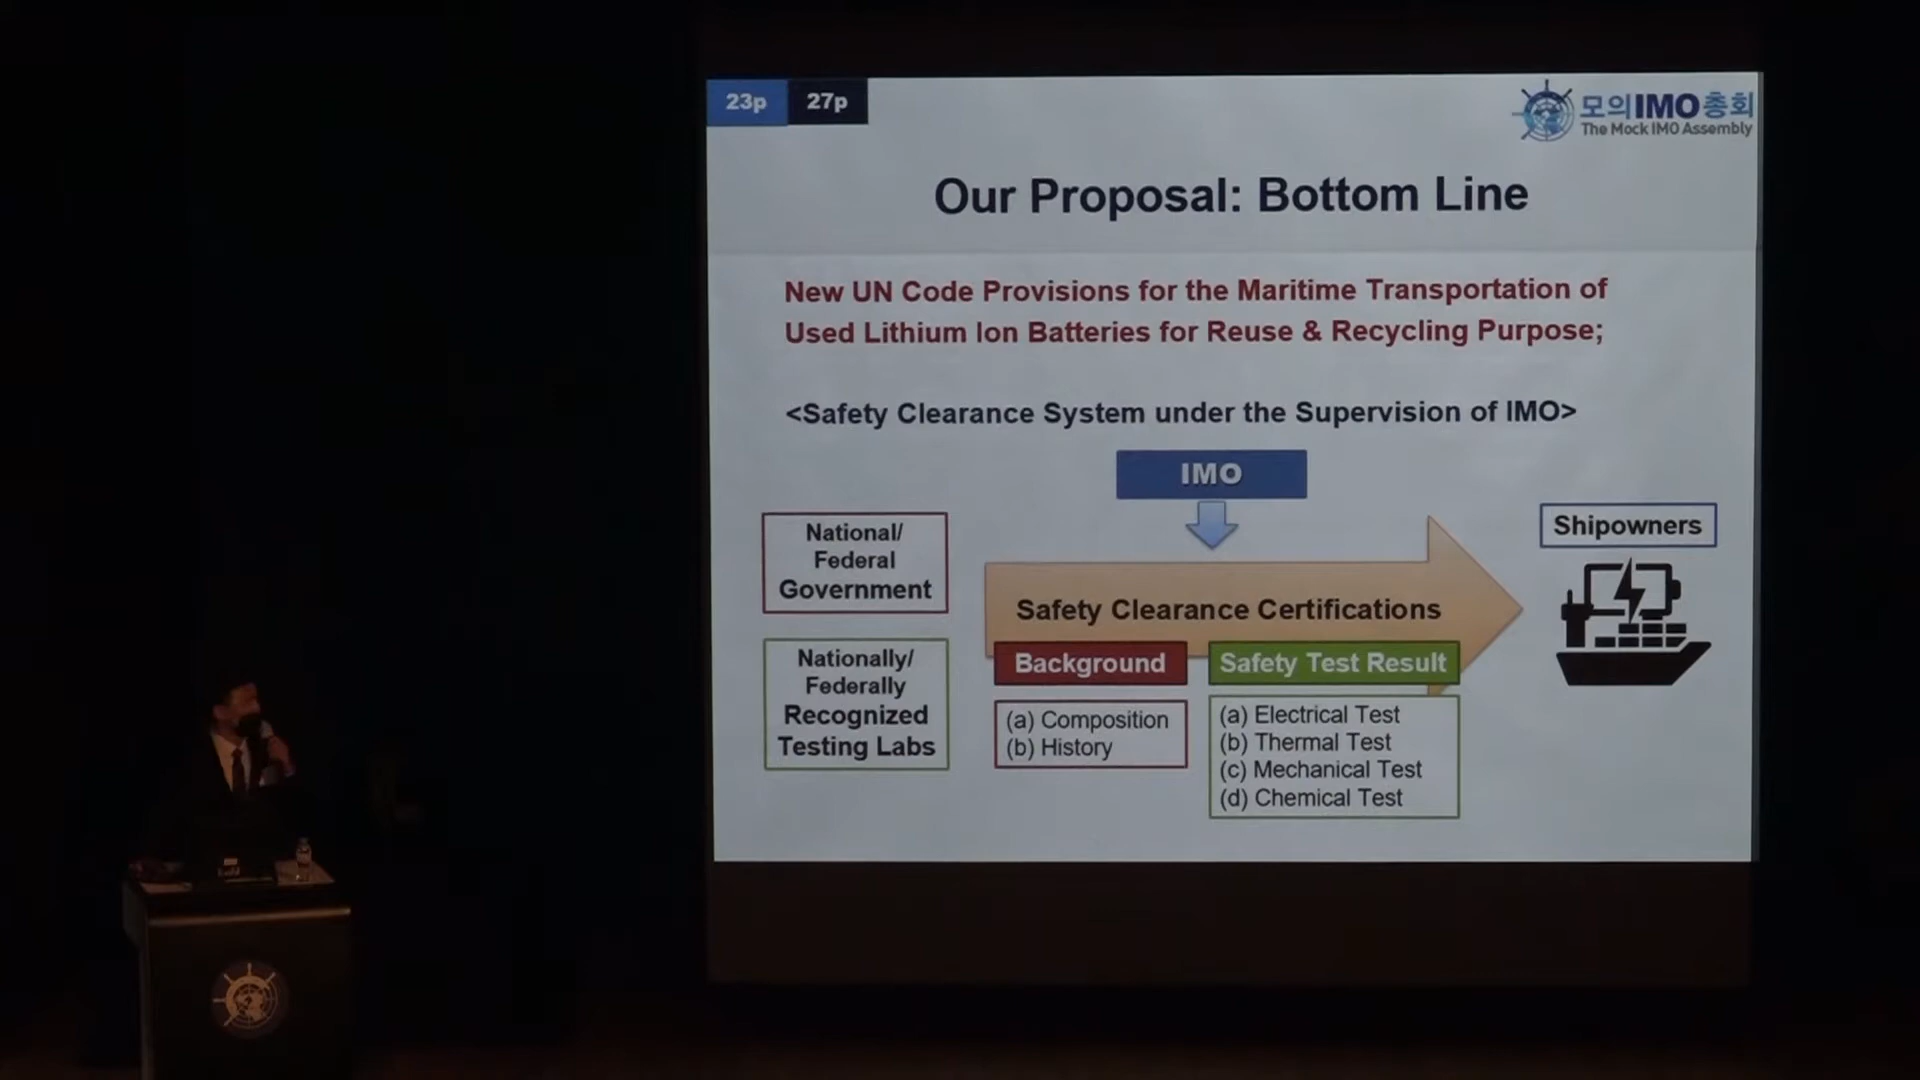 23p 27p
모의IMO총회
The Mock IMO Assembly
Our Proposal: Bottom Line
New UN Code Provisions for the Maritime Transportation of
Used Lithium Ion Batteries for Reuse & Recycling Purpose;
<Safety Clearance System under the Supervision of IMO>
IMO
National/
Federal
Government
Nationally/
Federally
Recognized
Testing Labs
Safety Clearance Certifications
Background
(a) Composition
(b) History
Safety Test Result
(a) Electrical Test
(b) Thermal Test
(c) Mechanical Test
(d) Chemical Test
Shipowners